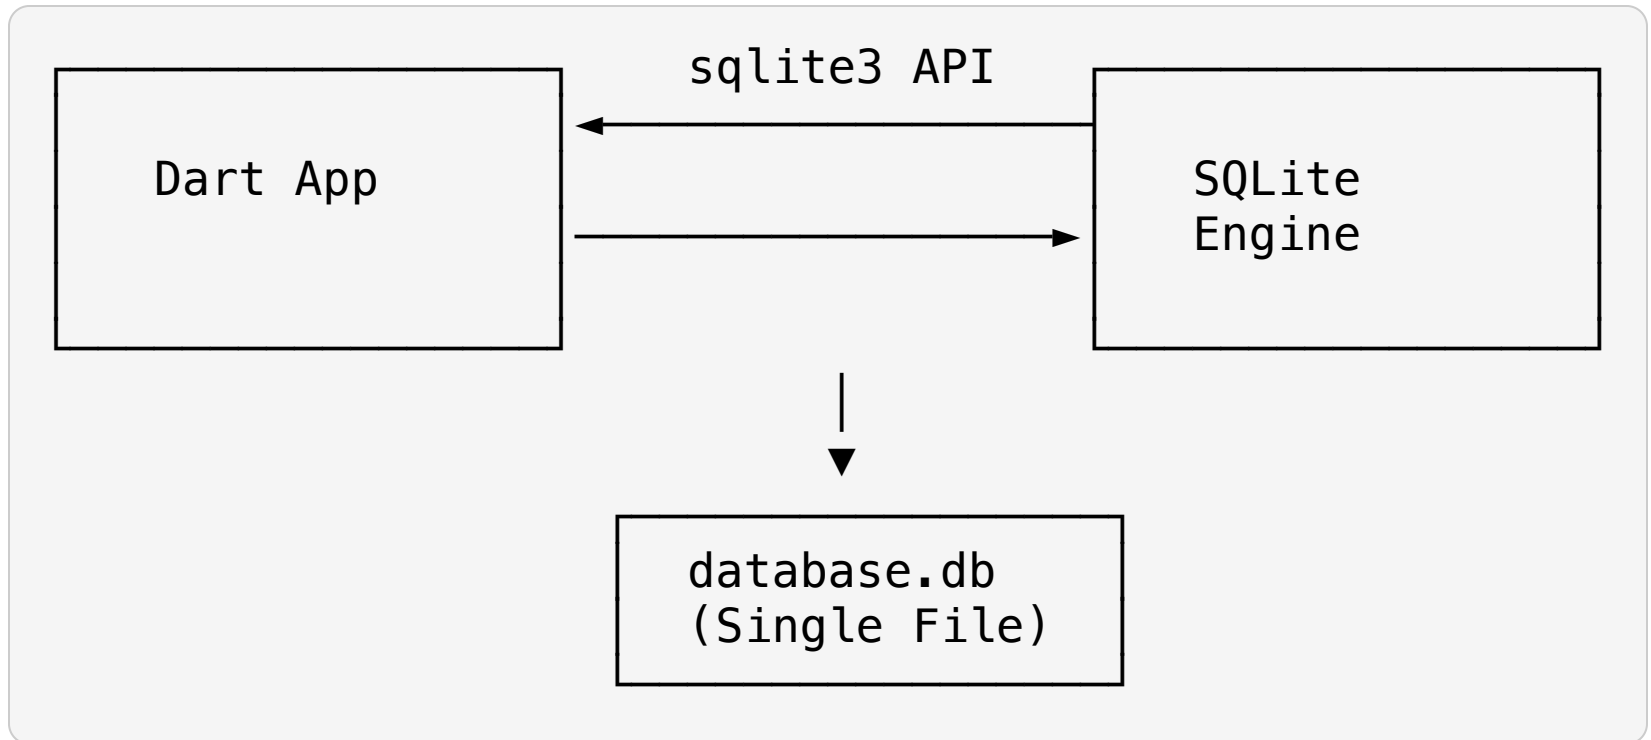 sqlite3 API
Dart App
SQLite
Engine
database.db
(Single File)